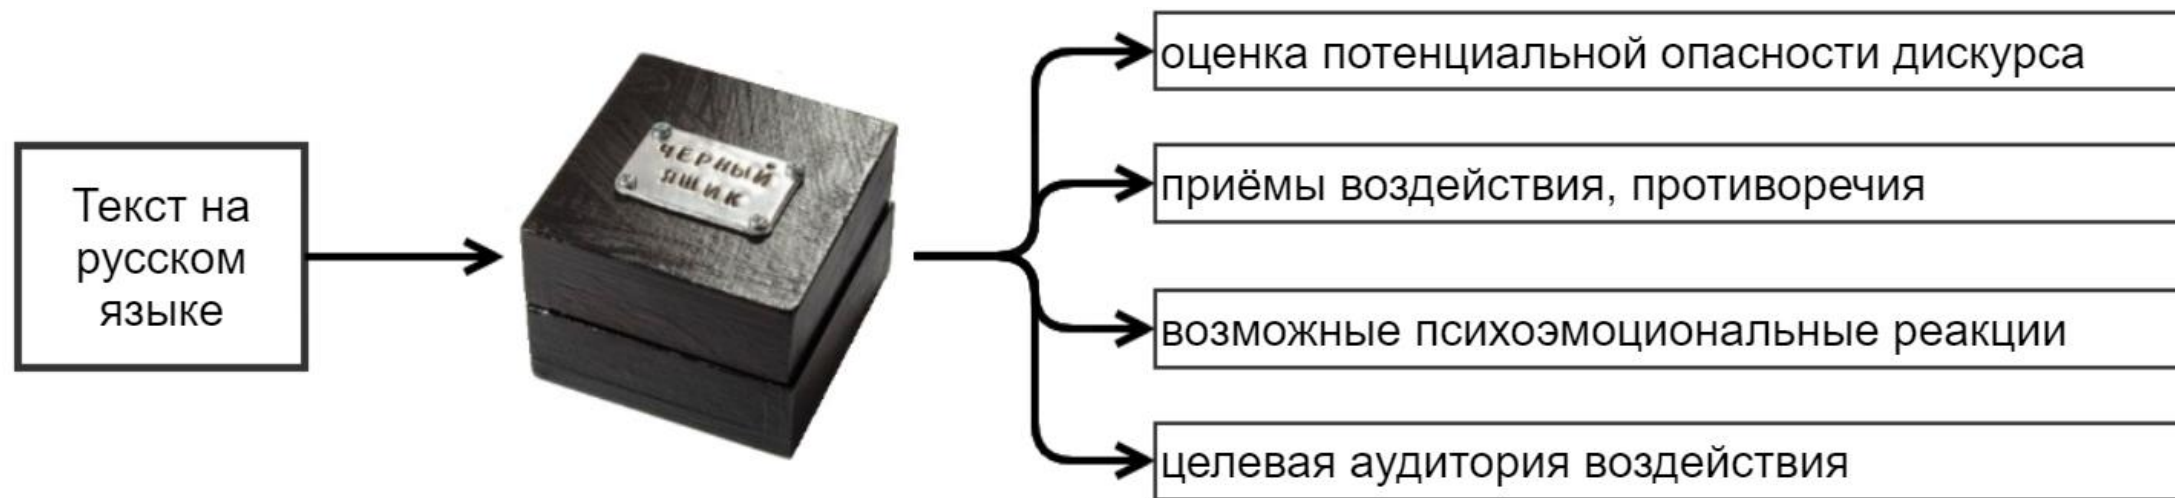 Текст на
русском
языке
ЧЕРНЫЙ
ЯЩИК
оценка потенциальной опасности дискурса
приёмы воздействия, противоречия
возможные психоэмоциональные реакции
целевая аудитория воздействия